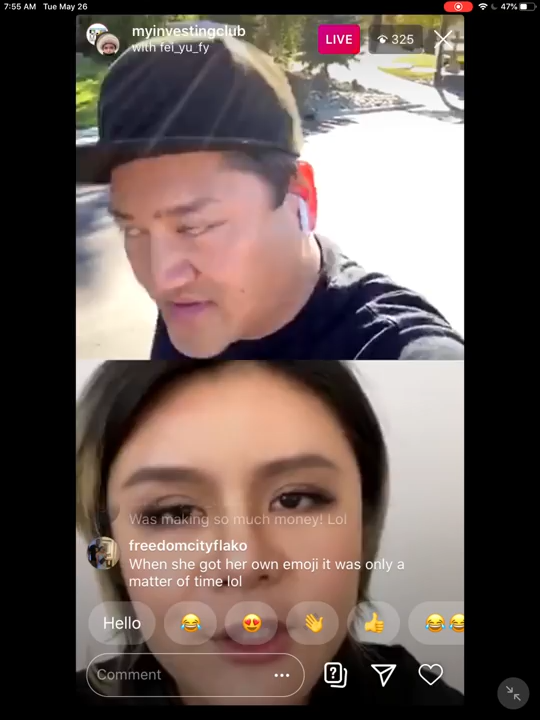 7:55 AM Tue May 26
47%
myinvestingclub
with fei_yu_fy
LIVE
325
Was making so much money! Lol
freedomcityflako
When she got her own emoji it was only a
matter of time lol
Hello 😂 😍 👋 👍 😂😂
Comment